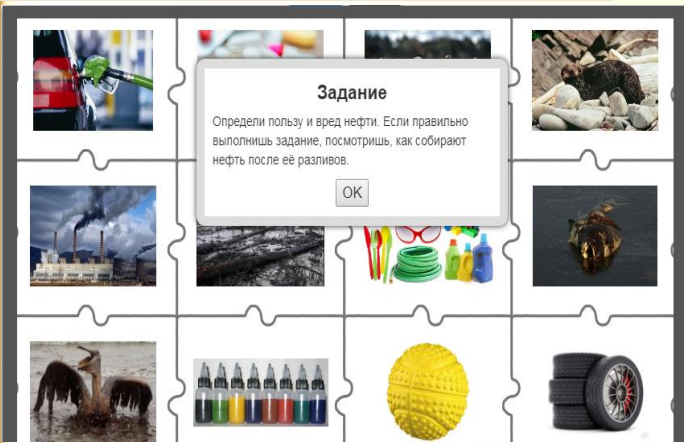 Задание
Определи пользу и вред нефти. Если правильно
выполнишь задание, посмотришь, как собирают
нефть после её разливов.
OK